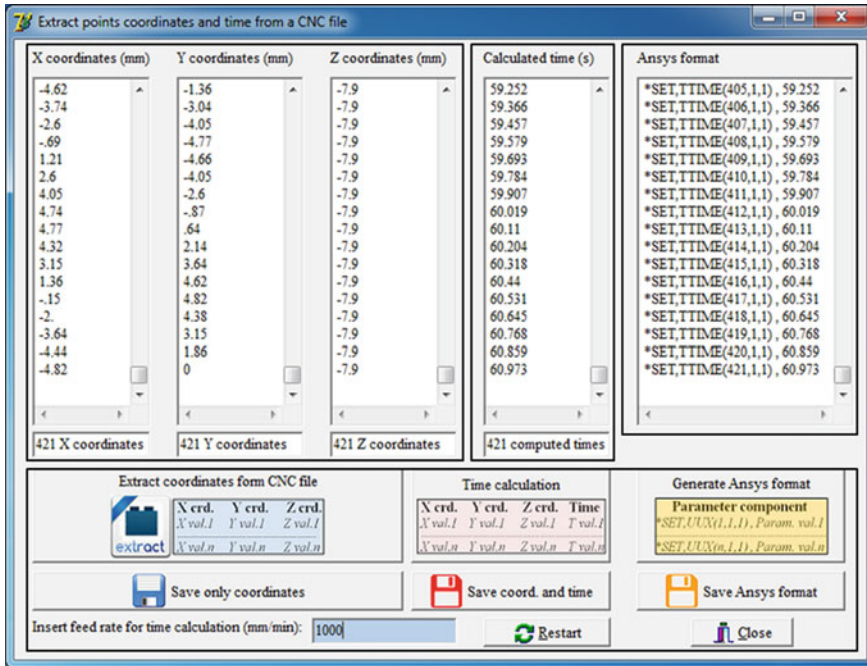 Extract points coordinates and time from a CNC file
X coordinates (mm) Y coordinates (mm) Z coordinates (mm) Calculated time (s) Ansys format
-4.62 -1.36 -7.9 59.252 *SET,TTIME(405,1,1) , 59.252
-3.74 -3.04 -7.9 59.366 *SET,TTIME(406,1,1) , 59.366
-2.6 -4.05 -7.9 59.457 *SET,TTIME(407,1,1) , 59.457
-.69 -4.77 -7.9 59.579 *SET,TTIME(408,1,1) , 59.579
1.21 -4.66 -7.9 59.693 *SET,TTIME(409,1,1) , 59.693
2.6 -4.05 -7.9 59.784 *SET,TTIME(410,1,1) , 59.784
4.05 -2.6 -7.9 59.907 *SET,TTIME(411,1,1) , 59.907
4.74 -.87 -7.9 60.019 *SET,TTIME(412,1,1) , 60.019
4.77 .64 -7.9 60.11 *SET,TTIME(413,1,1) , 60.11
4.32 2.14 -7.9 60.204 *SET,TTIME(414,1,1) , 60.204
3.15 3.64 -7.9 60.318 *SET,TTIME(415,1,1) , 60.318
1.36 4.62 -7.9 60.44 *SET,TTIME(416,1,1) , 60.44
-.15 4.82 -7.9 60.531 *SET,TTIME(417,1,1) , 60.531
-2. 4.38 -7.9 60.645 *SET,TTIME(418,1,1) , 60.645
-3.64 3.15 -7.9 60.768 *SET,TTIME(419,1,1) , 60.768
-4.44 1.86 -7.9 60.859 *SET,TTIME(420,1,1) , 60.859
-4.82 0 -7.9 60.973 *SET,TTIME(421,1,1) , 60.973
421 X coordinates 421 Y coordinates 421 Z coordinates 421 computed times
Extract coordinates form CNC file Time calculation Generate Ansys format
X crd. Y crd. Z crd. X crd. Y crd. Z crd. Time Parameter component
X val.1 Y val.1 Z val.1 X val.1 Y val.1 Z val.1 T val.1 *SET,UUX(1,1,1) , Param. val.1
extract X val.n Y val.n Z val.n X val.n Y val.n Z val.n T val.n *SET,UUX(n,1,1) , Param. val.n
Save only coordinates Save coord. and time Save Ansys format
Insert feed rate for time calculation (mm/min): 1000 Restart Close